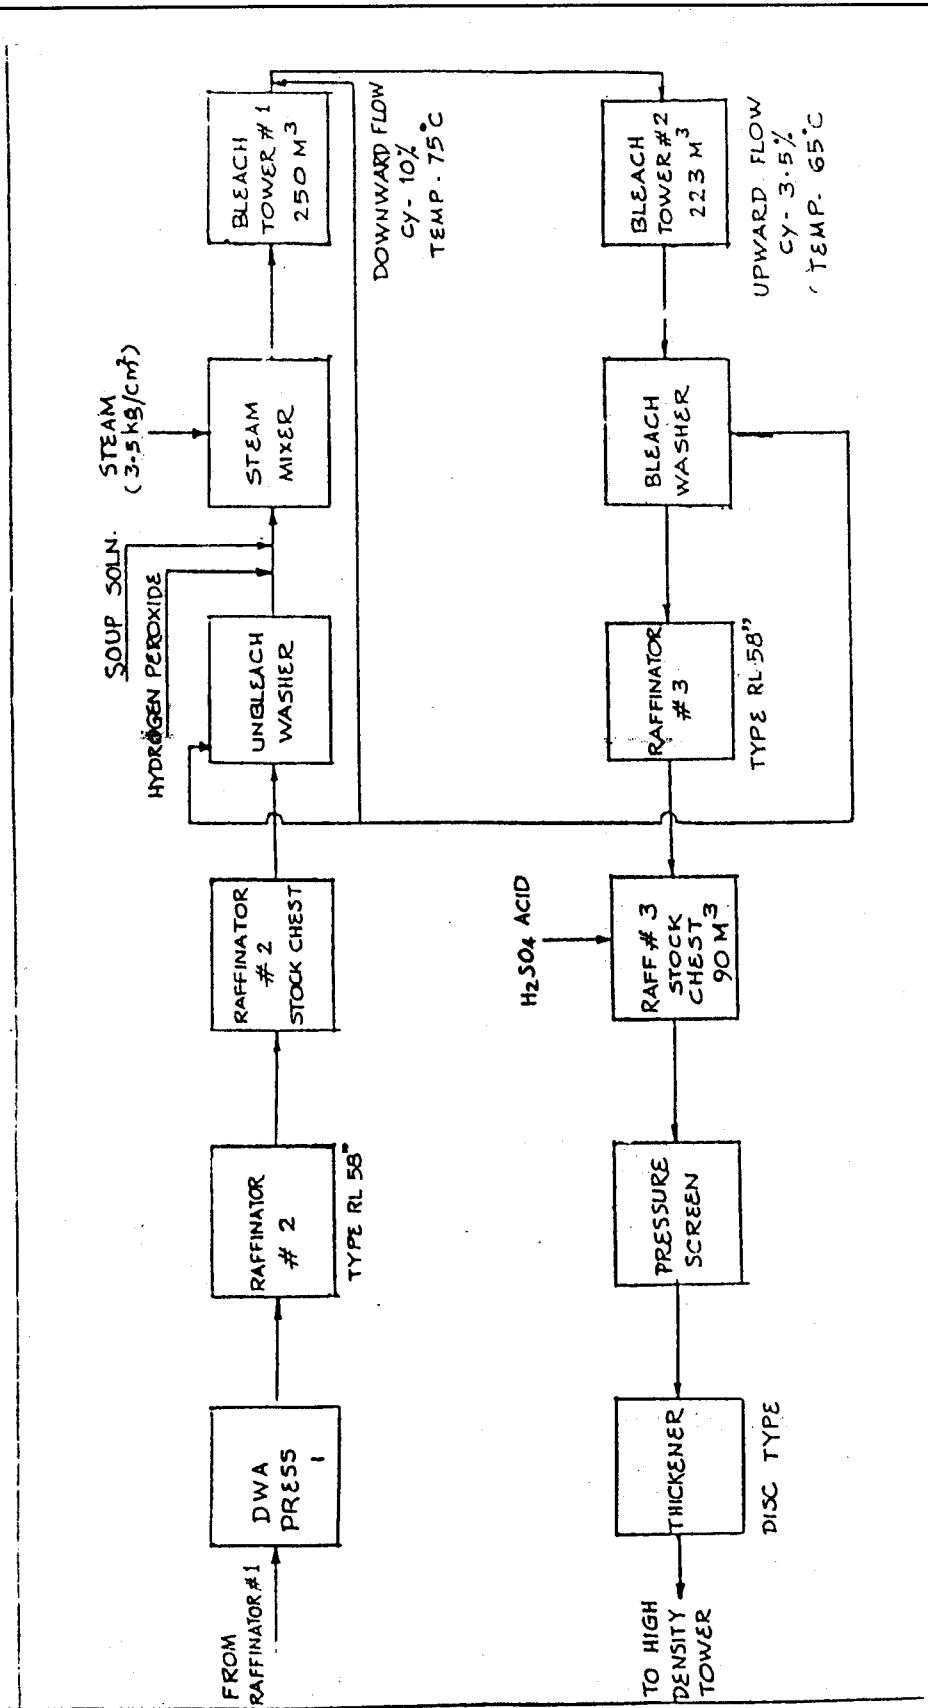 FROM
RAFFINATOR #1
DWA
PRESS
1
RAFFINATOR
# 2
TYPE RL 58"
RAFFINATOR
# 2
STOCK CHEST
UNBLEACH
WASHER
HYDROGEN PEROXIDE
SOUP SOLN.
STEAM
(3.5 kg/cm²)
STEAM
MIXER
BLEACH
TOWER # 1
250 M3
DOWNWARD FLOW
CY- 10%
TEMP. 75°C
BLEACH
TOWER #2
223 M3
UPWARD FLOW
CY- 3.5%
TEMP. 65°C
BLEACH
WASHER
RAFFINATOR
# 3
TYPE RL 58"
H2SO4 ACID
RAFF # 3
STOCK
CHEST
90 M3
PRESSURE
SCREEN
THICKENER
DISC TYPE
TO HIGH
DENSITY
TOWER